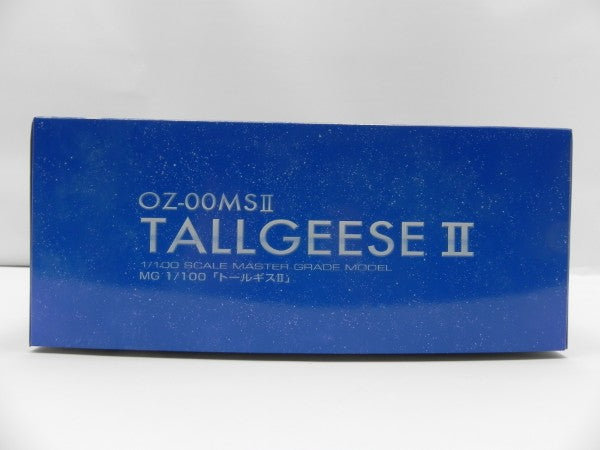 OZ-00MSⅡ
TALLGEESE Ⅱ
1/100 SCALE MASTER GRADE MODEL
MG 1/100 「トールギスⅡ」